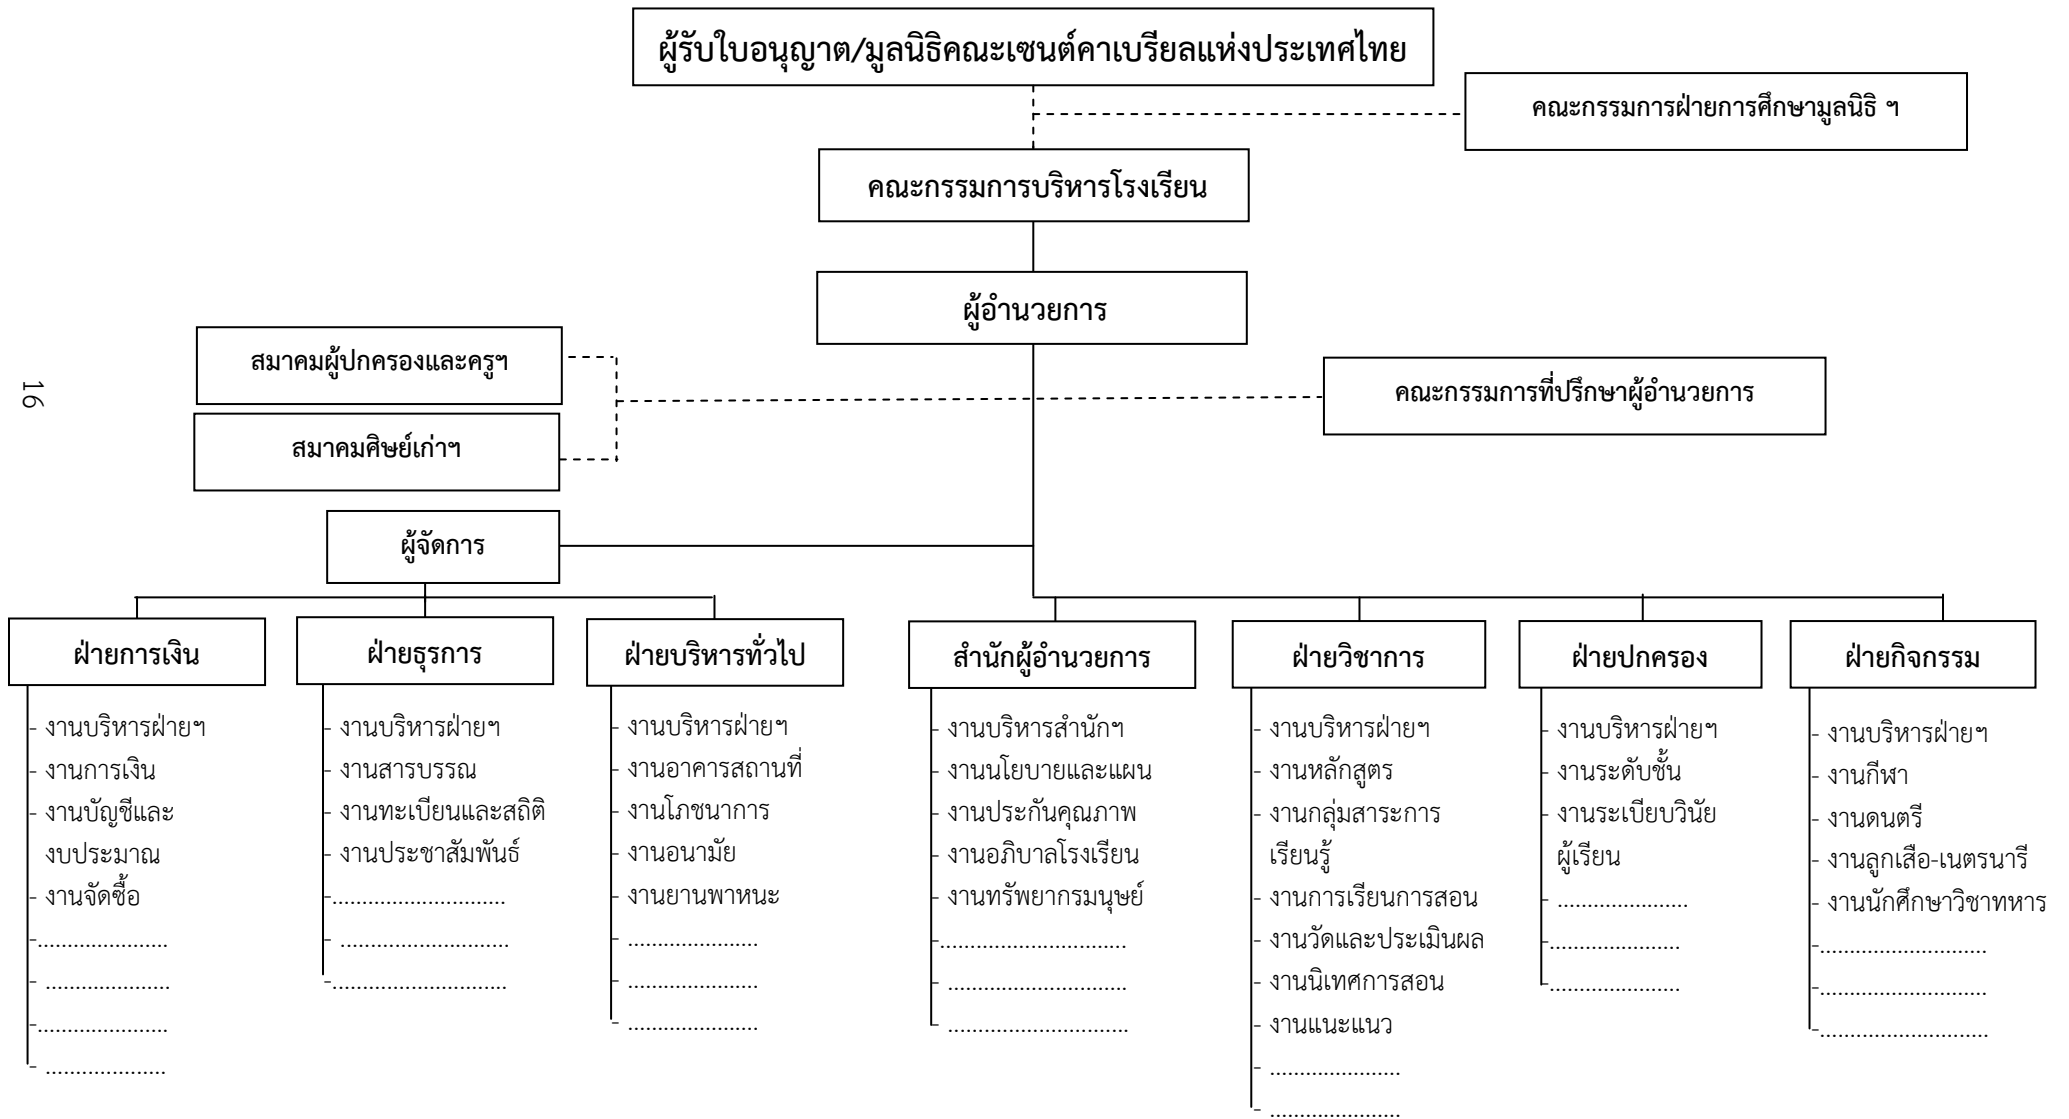 ผู้รับใบอนุญาต/มูลนิธิคณะเซนต์คาเบรียลแห่งประเทศไทย
คณะกรรมการฝ่ายการศึกษามูลนิธิ ฯ
คณะกรรมการบริหารโรงเรียน
ผู้อำนวยการ
สมาคมผู้ปกครองและครูฯ
คณะกรรมการที่ปรึกษาผู้อำนวยการ
สมาคมศิษย์เก่าฯ
16
ผู้จัดการ
ฝ่ายการเงิน
- งานบริหารฝ่ายฯ
- งานการเงิน
- งานบัญชีและ
งบประมาณ
- งานจัดซื้อ
-......................
- .....................
-......................
- ....................
ฝ่ายธุรการ
- งานบริหารฝ่ายฯ
- งานสารบรรณ
- งานทะเบียนและสถิติ
- งานประชาสัมพันธ์
-.............................
- ............................
-.............................
ฝ่ายบริหารทั่วไป
- งานบริหารฝ่ายฯ
- งานอาคารสถานที่
- งานโภชนาการ
- งานอนามัย
- งานยานพาหนะ
- ......................
- ......................
- ......................
สำนักผู้อำนวยการ
- งานบริหารสำนักฯ
- งานนโยบายและแผน
- งานประกันคุณภาพ
- งานอภิบาลโรงเรียน
- งานทรัพยากรมนุษย์
-...............................
- ..............................
- ..............................
ฝ่ายวิชาการ
- งานบริหารฝ่ายฯ
- งานหลักสูตร
- งานกลุ่มสาระการ
เรียนรู้
- งานการเรียนการสอน
- งานวัดและประเมินผล
- งานนิเทศการสอน
- งานแนะแนว
- ......................
- ......................
ฝ่ายปกครอง
- งานบริหารฝ่ายฯ
- งานระดับชั้น
- งานระเบียบวินัย
ผู้เรียน
- ......................
-......................
-......................
ฝ่ายกิจกรรม
- งานบริหารฝ่ายฯ
- งานกีฬา
- งานดนตรี
- งานลูกเสือ-เนตรนารี
- งานนักศึกษาวิชาทหาร
-............................
-............................
-............................